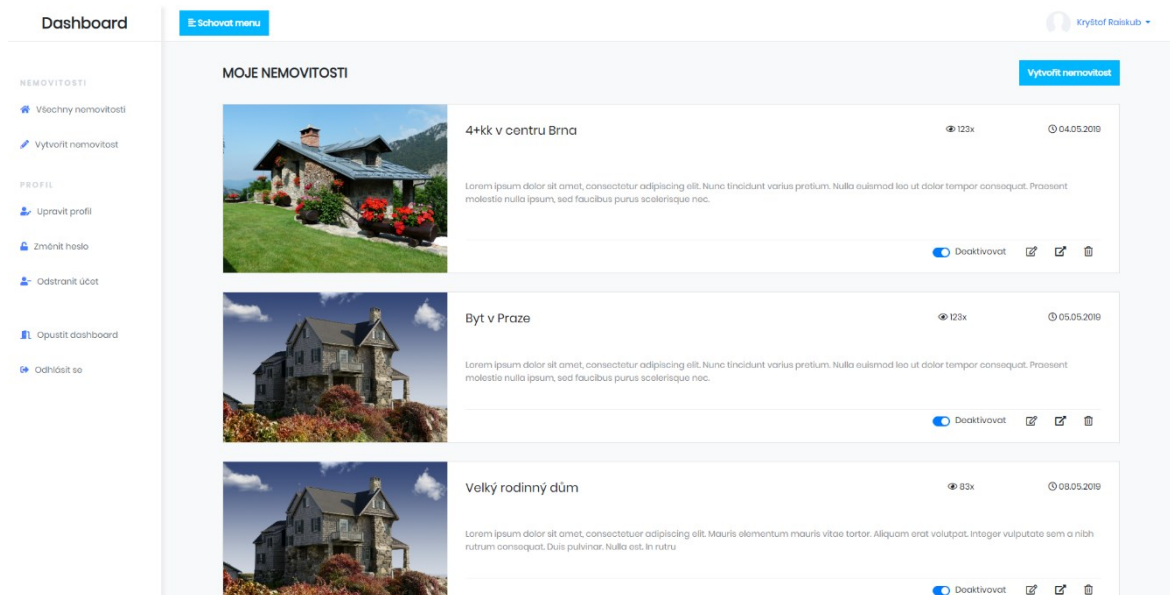 Dashboard
Schovat menu
Kryštof Raiskub
NEMOVITOSTI
Všechny nemovitosti
Vytvořit nemovitost
PROFIL
Upravit profil
Změnit heslo
Odstranit účet
Opustit dashboard
Odhlásit se
MOJE NEMOVITOSTI
Vytvořit nemovitost
4+kk v centru Brna
123x
04.05.2019
Lorem ipsum dolor sit amet, consectetur adipiscing elit. Nunc tincidunt varius pretium. Nulla euismod leo ut dolor tempor consequat. Praesent
molestie nulla ipsum, sed faucibus purus scelerisque nec.
Deaktivovat
Byt v Praze
123x
05.05.2019
Lorem ipsum dolor sit amet, consectetur adipiscing elit. Nunc tincidunt varius pretium. Nulla euismod leo ut dolor tempor consequat. Praesent
molestie nulla ipsum, sed faucibus purus scelerisque nec.
Deaktivovat
Velký rodinný dům
83x
08.05.2019
Lorem ipsum dolor sit amet, consectetuer adipiscing elit. Mauris elementum mauris vitae tortor. Aliquam erat volutpat. Integer vulputate sem a nibh
rutrum consequat. Duis pulvinar. Nulla est. In rutru
Deaktivovat